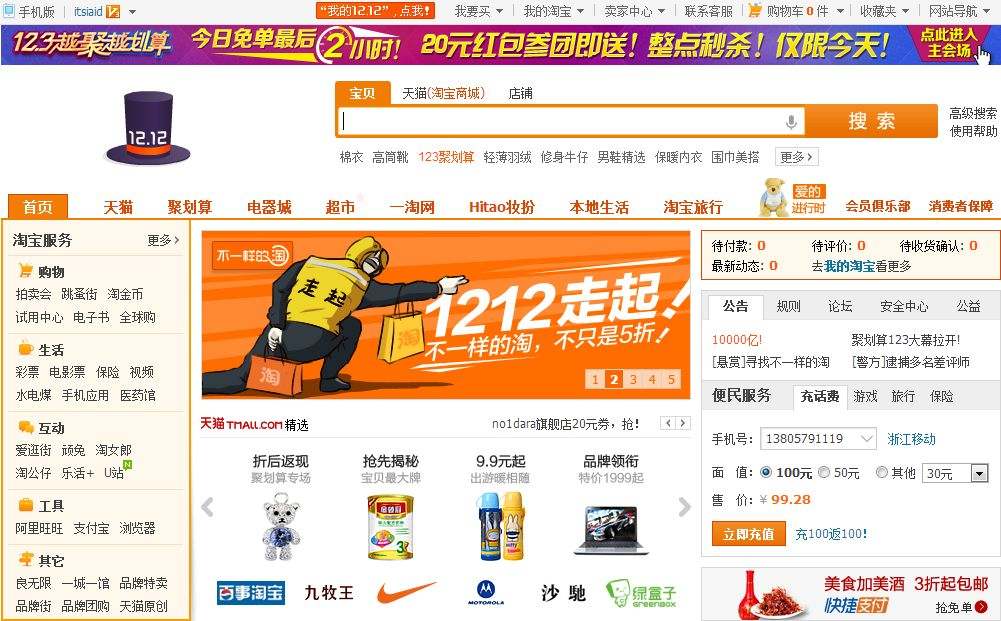 手机版 itsiaid "我的12.12",点我! 我要买 我的淘宝 卖家中心 联系客服 购物车 0 件 收藏夹 网站导航
12.3越聚越划算 今日免单最后2小时! 20元红包参团即送! 整点秒杀! 仅限今天! 点此进入
主会场
宝贝 天猫(淘宝商城) 店铺
12.12
搜 索
高级搜索
使用帮助
棉衣 高筒靴 123聚划算 轻薄羽绒 修身牛仔 男鞋精选 保暖内衣 围巾美搭 更多
首页 天猫 聚划算 电器城 超市 一淘网 Hitao妆扮 本地生活 淘宝旅行 爱的
进行时 会员俱乐部 消费者保障
淘宝服务 更多
购物
拍卖会 跳蚤街 淘金币
试用中心 电子书 全球购
生活
彩票 电影票 保险 视频
水电煤 手机应用 医药馆
互动
爱逛街 顽兔 淘女郎
淘公仔 乐活+ U站 N
工具
阿里旺旺 支付宝 浏览器
其它
良无限 一城一馆 品牌特卖
品牌街 品牌团购 天猫原创
不一样的淘
走起
淘
淘
1212走起!
不一样的淘,不只是5折!
1 2 3 4 5
天猫TMALL.COM精选 no1dara旗舰店20元券,抢!
折后返现 抢先揭秘 9.9元起 品牌领衔
聚划算专场 宝贝最大牌 出游暖相随 特价1999起
百事淘宝 九牧王 MOTOROLA 沙驰 绿盒子
GREENBOX
待付款: 0 待评价: 0 待收货确认: 0
最新动态: 0 去我的淘宝看更多
公告 规则 论坛 安全中心 公益
10000亿! 聚划算123大幕拉开!
[悬赏]寻找不一样的淘 [警方]逮捕多名差评师
便民服务 充话费 游戏 旅行 保险
手机号: 13805791119 浙江移动
面 值: 100元 50元 其他 30元
售 价: ¥ 99.28
立即充值 充100返100!
美食加美酒 3折起包邮
快捷支付 抢免单